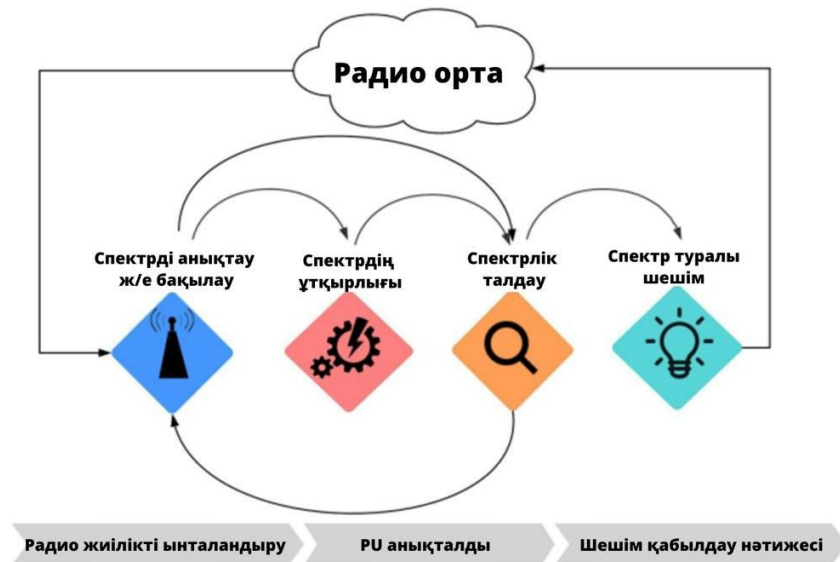 Радио орта
Спектрді анықтау
ж/е бақылау
Спектрдің
ұтқырлығы
Спектрлік
талдау
Спектр туралы
шешім
Радио жиілікті ынталандыру
PU анықталды
Шешім қабылдау нәтижесі